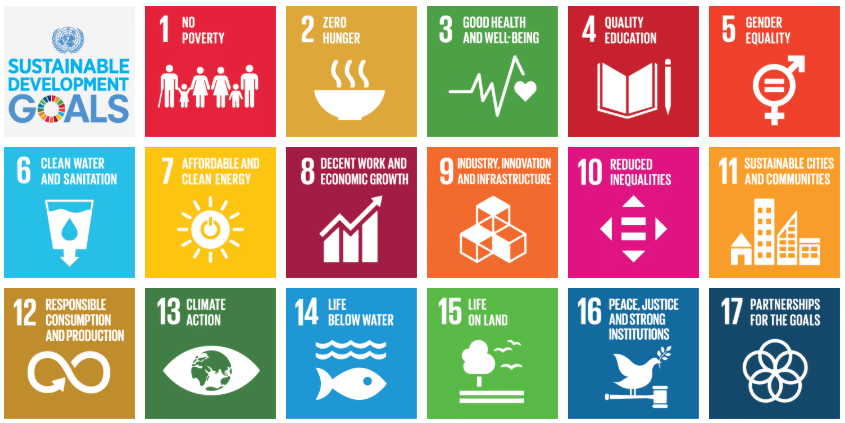 SUSTAINABLE
DEVELOPMENT
GOALS
1 NO
POVERTY
2 ZERO
HUNGER
3 GOOD HEALTH
AND WELL-BEING
4 QUALITY
EDUCATION
5 GENDER
EQUALITY
6 CLEAN WATER
AND SANITATION
7 AFFORDABLE AND
CLEAN ENERGY
8 DECENT WORK AND
ECONOMIC GROWTH
9 INDUSTRY, INNOVATION
AND INFRASTRUCTURE
10 REDUCED
INEQUALITIES
11 SUSTAINABLE CITIES
AND COMMUNITIES
12 RESPONSIBLE
CONSUMPTION
AND PRODUCTION
13 CLIMATE
ACTION
14 LIFE
BELOW WATER
15 LIFE
ON LAND
16 PEACE, JUSTICE
AND STRONG
INSTITUTIONS
17 PARTNERSHIPS
FOR THE GOALS